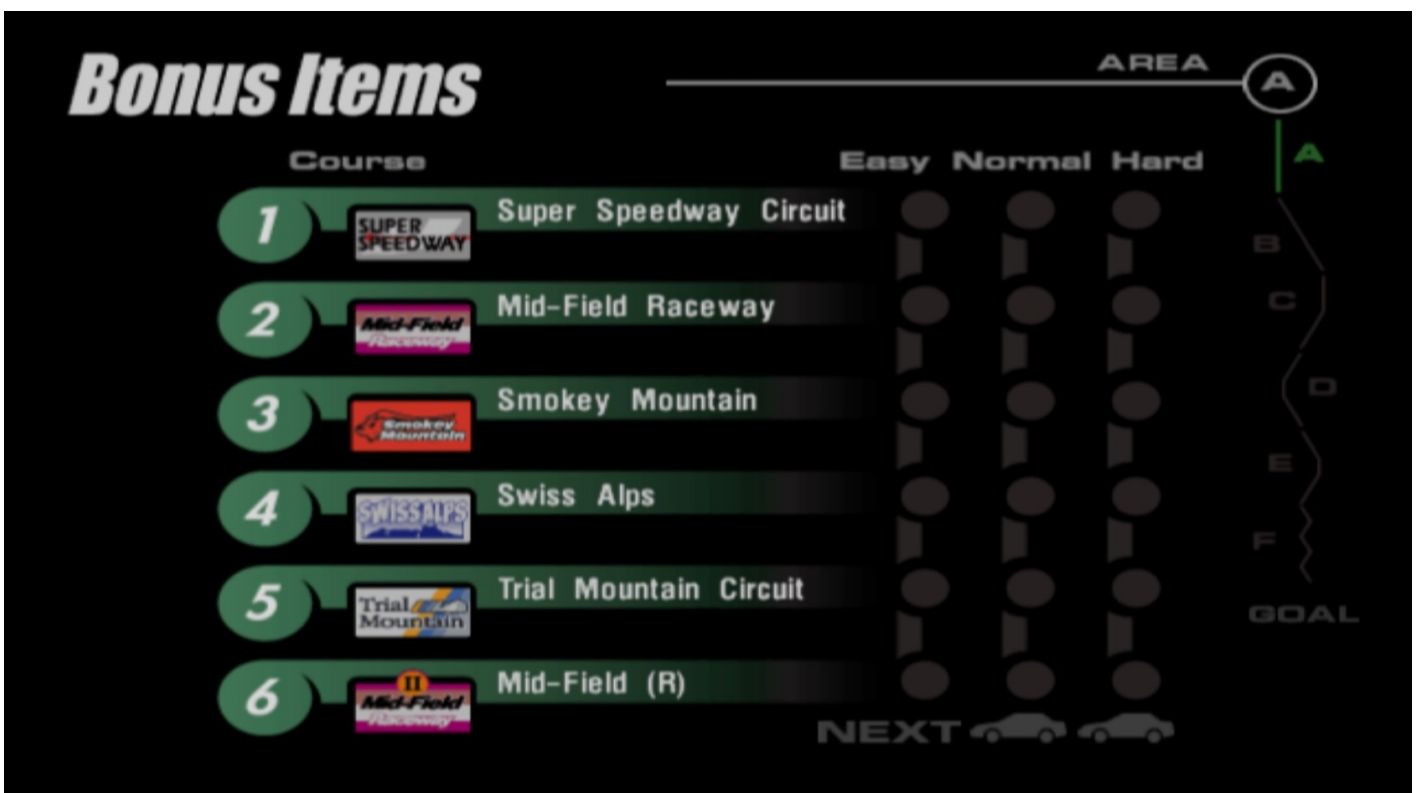 Bonus Items
AREA A
A
Course Easy Normal Hard
1 SUPER SPEEDWAY Super Speedway Circuit
B
2 Mid-Field Raceway Mid-Field Raceway
C
3 Smokey Mountain Smokey Mountain
D
4 SWISS ALPS Swiss Alps
E
5 Trial Mountain Trial Mountain Circuit
F
GOAL
6 II Mid-Field Raceway Mid-Field (R)
NEXT